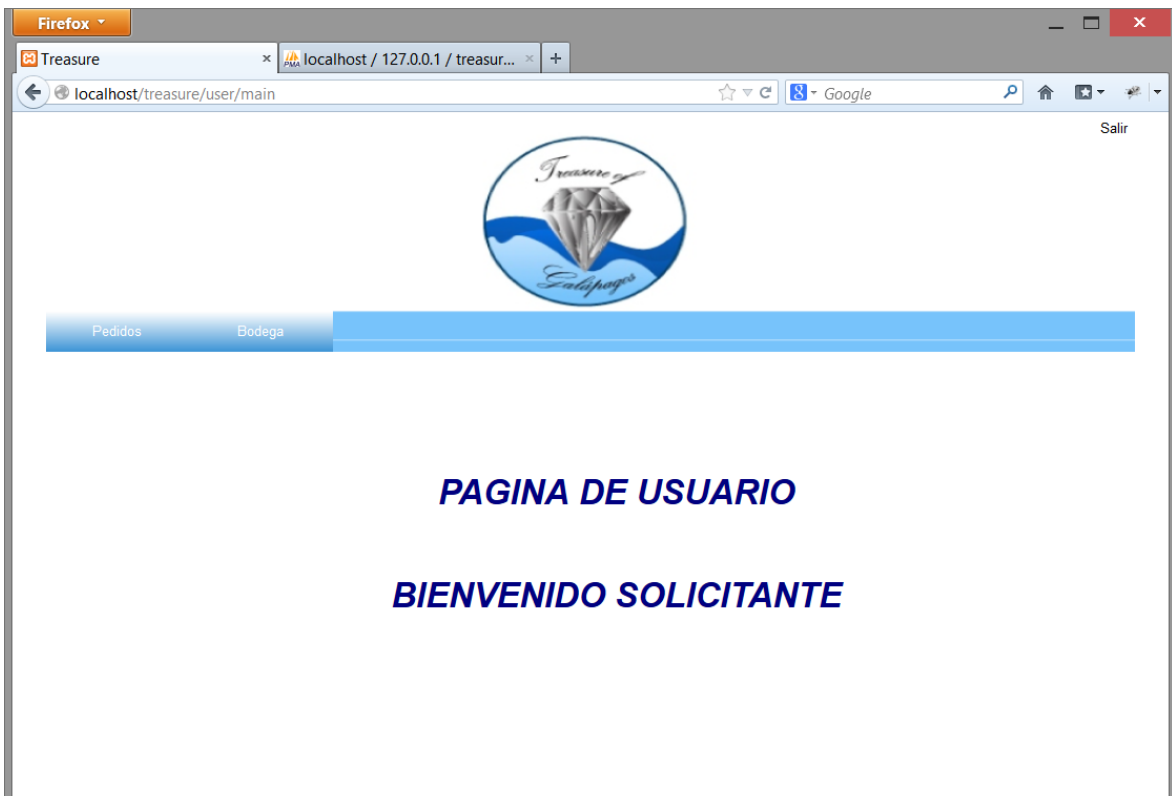 Firefox
Treasure
localhost / 127.0.0.1 / treasur...
localhost/treasure/user/main
Google
Salir
Treasure of
Galápagos
Pedidos Bodega
PAGINA DE USUARIO
BIENVENIDO SOLICITANTE